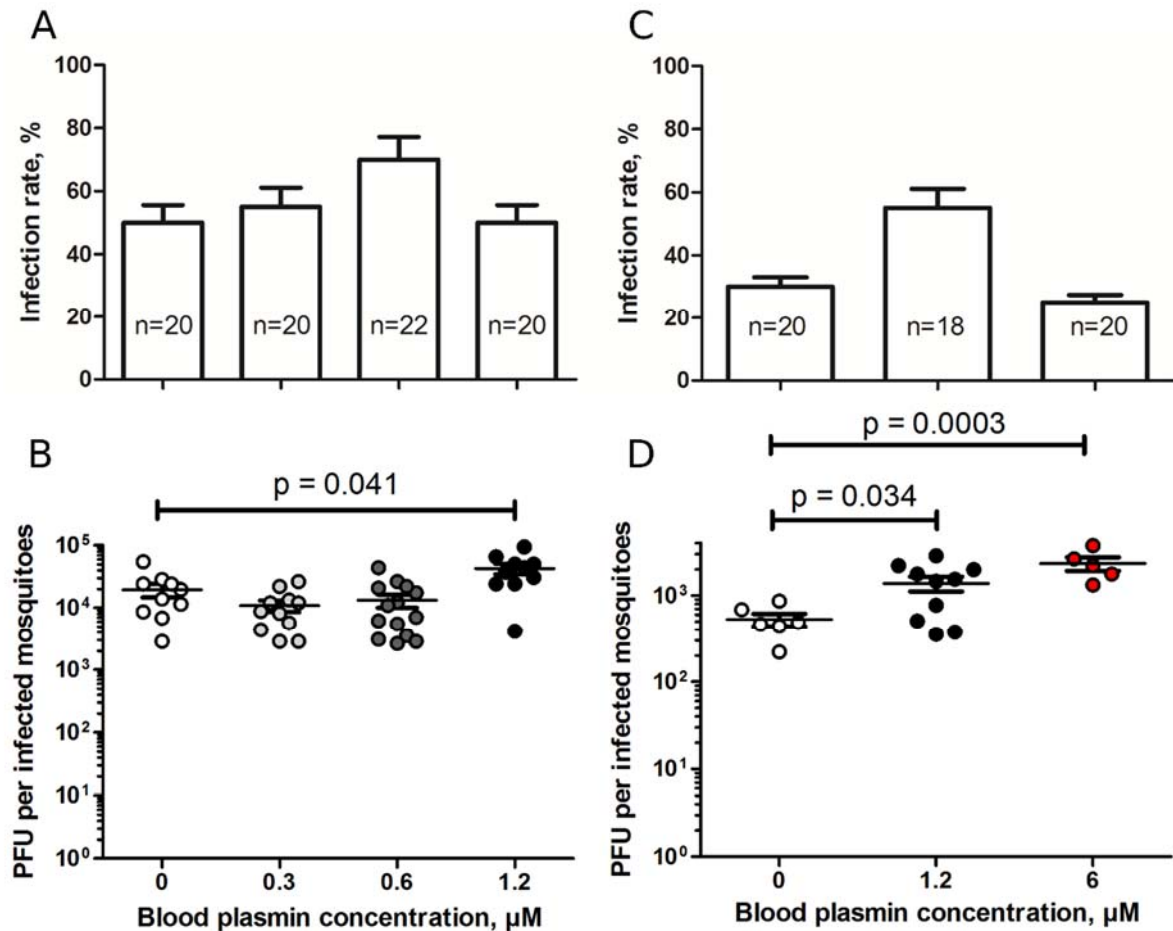 A
Infection rate, %
100
80
60
40
20
0
n=20
n=20
n=22
n=20
C
Infection rate, %
100
80
60
40
20
0
n=20
n=18
n=20
B
p = 0.041
PFU per infected mosquitoes
10⁵
10⁴
10³
10²
10¹
10⁰
0
0.3
0.6
1.2
Blood plasmin concentration, µM
D
p = 0.0003
p = 0.034
PFU per infected mosquitoes
10³
10²
10¹
10⁰
0
1.2
6
Blood plasmin concentration, µM